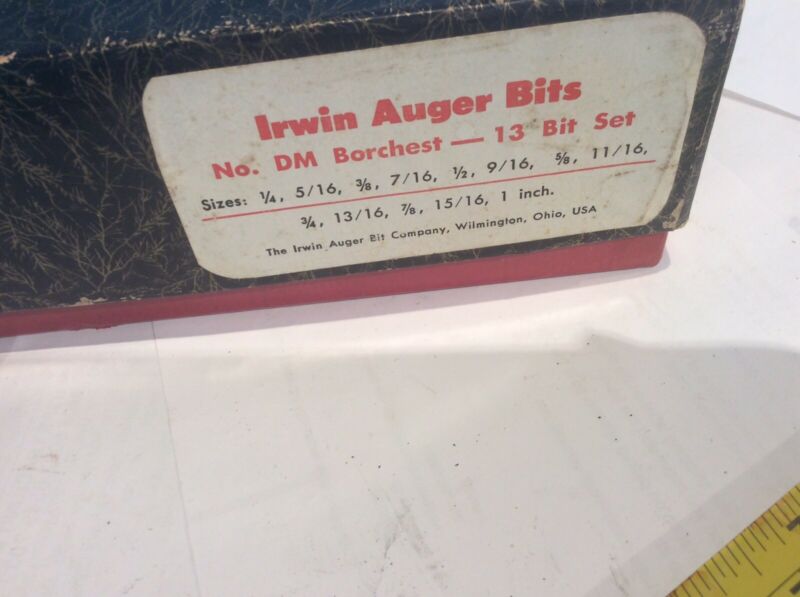 Irwin Auger Bits
No. DM Borchest — 13 Bit Set
Sizes: ¼, 5/16, ⅜, 7/16, ½, 9/16, ⅝, 11/16,
¾, 13/16, ⅞, 15/16, 1 inch.
The Irwin Auger Bit Company, Wilmington, Ohio, USA